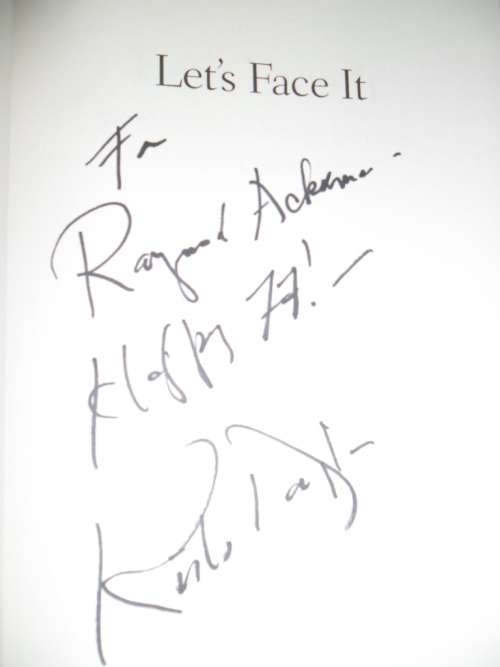 Let's Face It
For
Raymond Ackerman
Happy 77!
Kirk Douglas